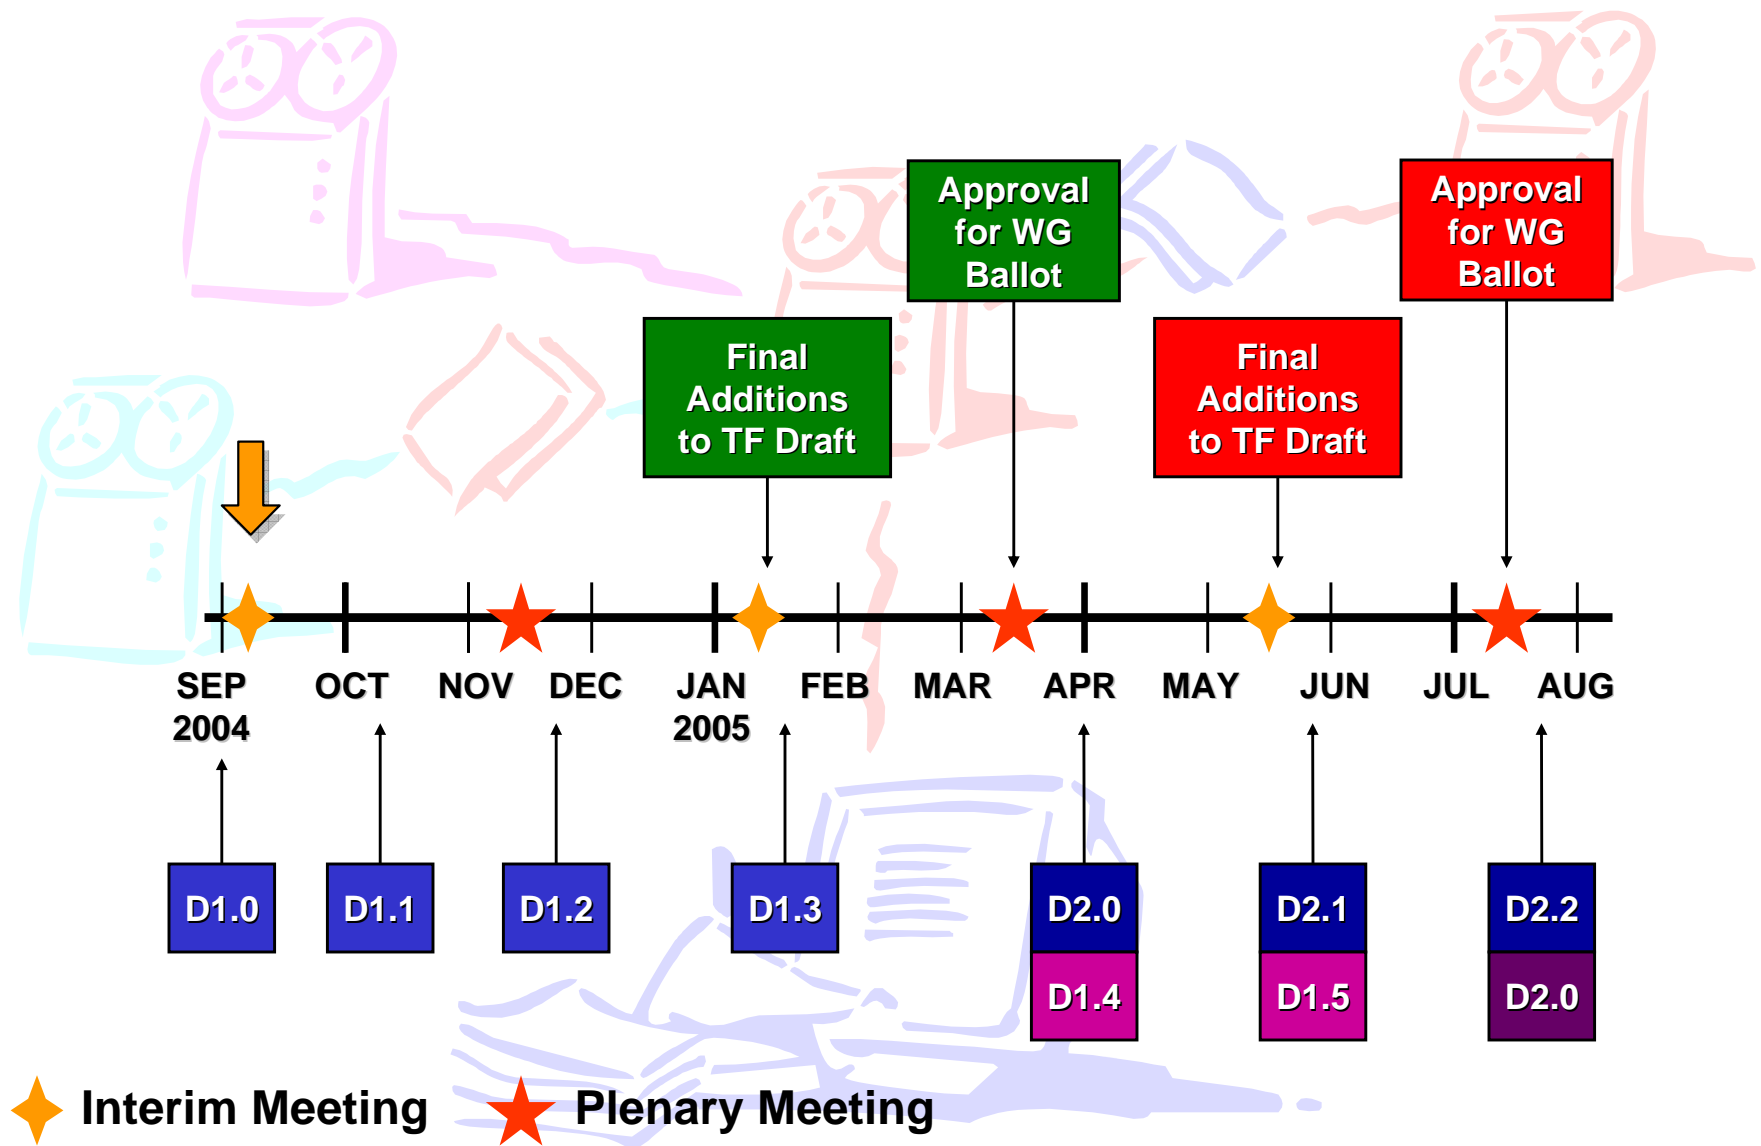 Approval
for WG
Ballot
Approval
for WG
Ballot
Final
Additions
to TF Draft
Final
Additions
to TF Draft
SEP OCT NOV DEC JAN FEB MAR APR MAY JUN JUL AUG
2004 2005
D1.0 D1.1 D1.2 D1.3 D2.0 D2.1 D2.2
D1.4 D1.5 D2.0
Interim Meeting Plenary Meeting